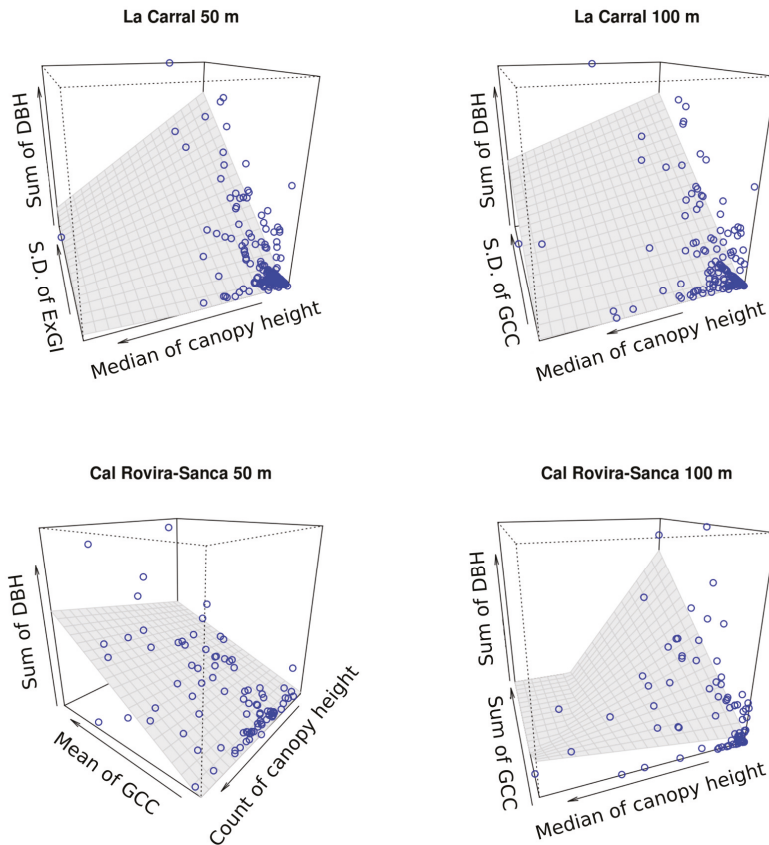 La Carral 50 m
Sum of DBH
S.D. of ExGI
Median of canopy height
La Carral 100 m
Sum of DBH
S.D. of GCC
Median of canopy height
Cal Rovira-Sanca 50 m
Sum of DBH
Mean of GCC
Count of canopy height
Cal Rovira-Sanca 100 m
Sum of DBH
Sum of GCC
Median of canopy height